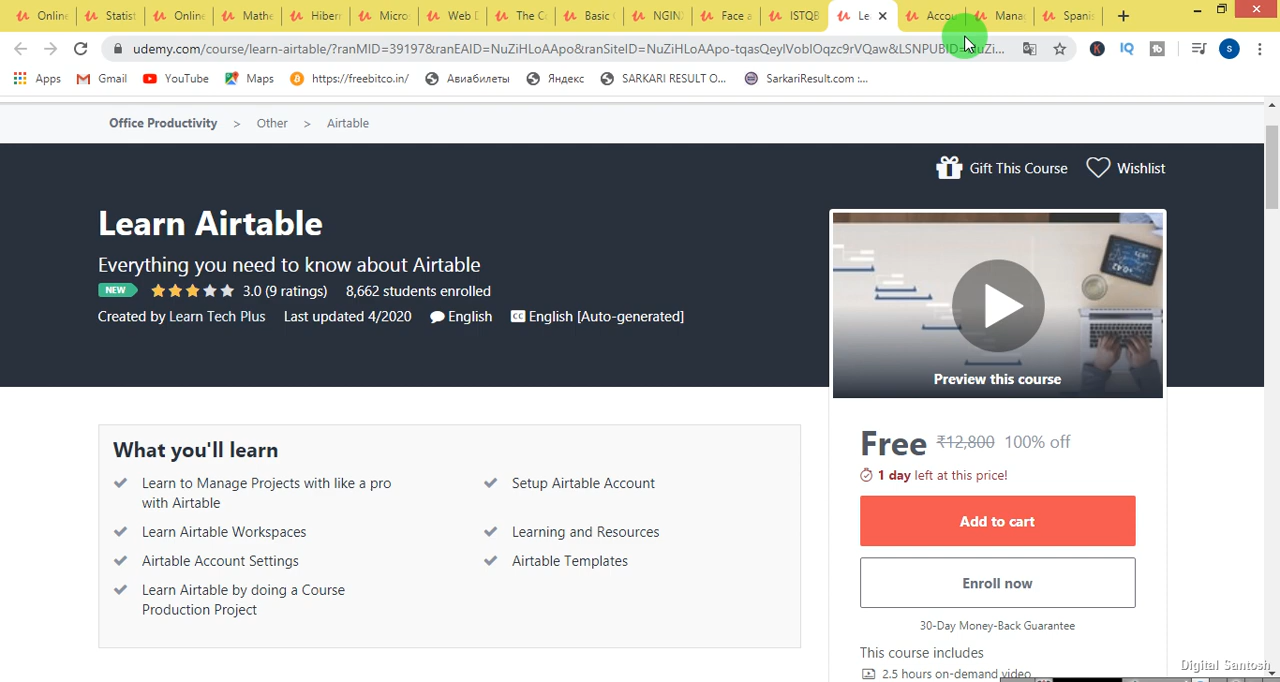 Online
Statist
Online
Mathe
Hibern
Micro
Web D
The C
Basic
NGIN
Face a
ISTQB
Le
Accou
Mana
Spani
udemy.com/course/learn-airtable/?ranMID=39197&ranEAID=NuZiHLoAApo&ranSiteID=NuZiHLoAApo-tqasQeylVoblOqzc9rVQaw&LSNPUBID=NuZi...
Apps
Gmail
YouTube
Maps
https://freebitco.in/
Авиабилеты
Яндекс
SARKARI RESULT O...
SarkariResult.com :...
Office Productivity > Other > Airtable
Gift This Course
Wishlist
Learn Airtable
Everything you need to know about Airtable
NEW 3.0 (9 ratings) 8,662 students enrolled
Created by Learn Tech Plus Last updated 4/2020 English CC English [Auto-generated]
Preview this course
What you'll learn
Learn to Manage Projects with like a pro
with Airtable
Learn Airtable Workspaces
Airtable Account Settings
Learn Airtable by doing a Course
Production Project
Setup Airtable Account
Learning and Resources
Airtable Templates
Free ₹12,800 100% off
1 day left at this price!
Add to cart
Enroll now
30-Day Money-Back Guarantee
This course includes
2.5 hours on-demand video
Digital Santosh